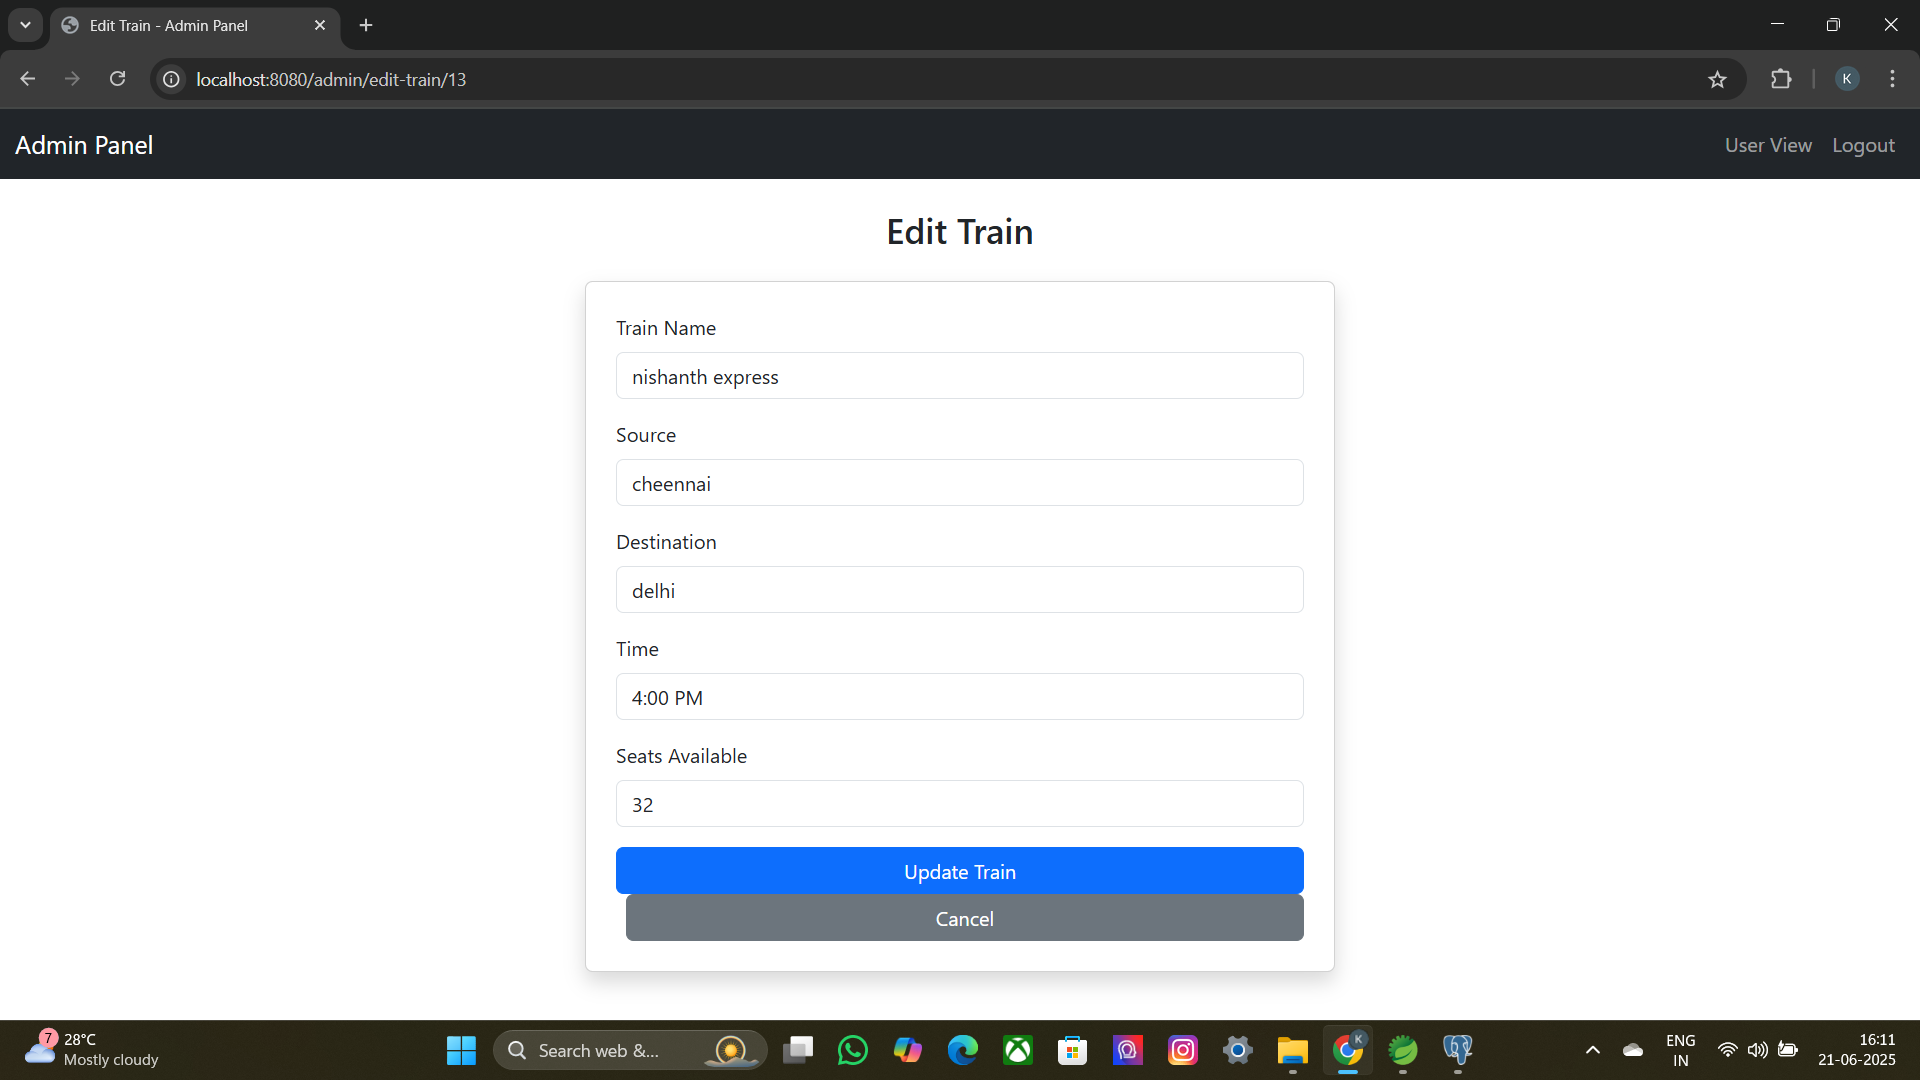 Edit Train - Admin Panel
localhost:8080/admin/edit-train/13
K
Admin Panel
User View
Logout
Edit Train
Train Name
nishanth express
Source
cheennai
Destination
delhi
Time
4:00 PM
Seats Available
32
Update Train
Cancel
7
28°C
Mostly cloudy
Search web &...
K
ENG
IN
16:11
21-06-2025